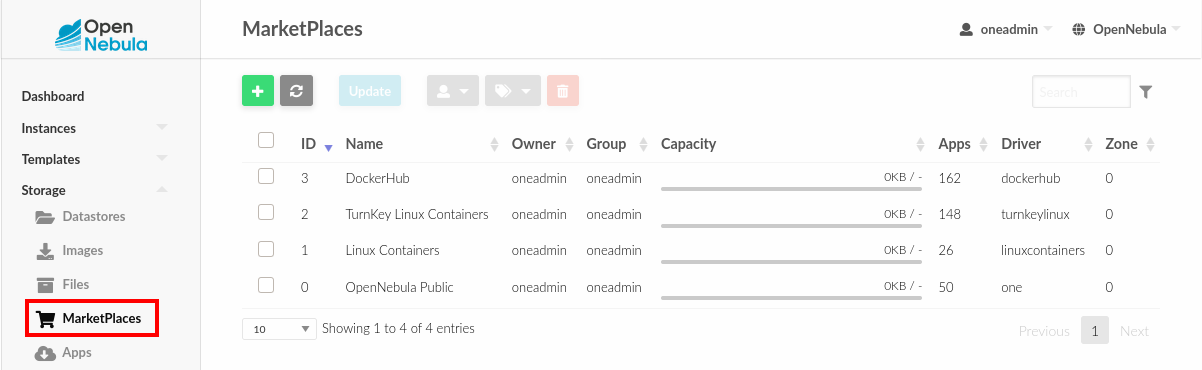 Open
Nebula
MarketPlaces
oneadmin
OpenNebula
Dashboard
Instances
Templates
Storage
Datastores
Images
Files
MarketPlaces
Apps
Update
Search
ID Name Owner Group Capacity Apps Driver Zone
3 DockerHub oneadmin oneadmin 0KB / - 162 dockerhub 0
2 TurnKey Linux Containers oneadmin oneadmin 0KB / - 148 turnkeylinux 0
1 Linux Containers oneadmin oneadmin 0KB / - 26 linuxcontainers 0
0 OpenNebula Public oneadmin oneadmin 0KB / - 50 one 0
10 Showing 1 to 4 of 4 entries
Previous 1 Next